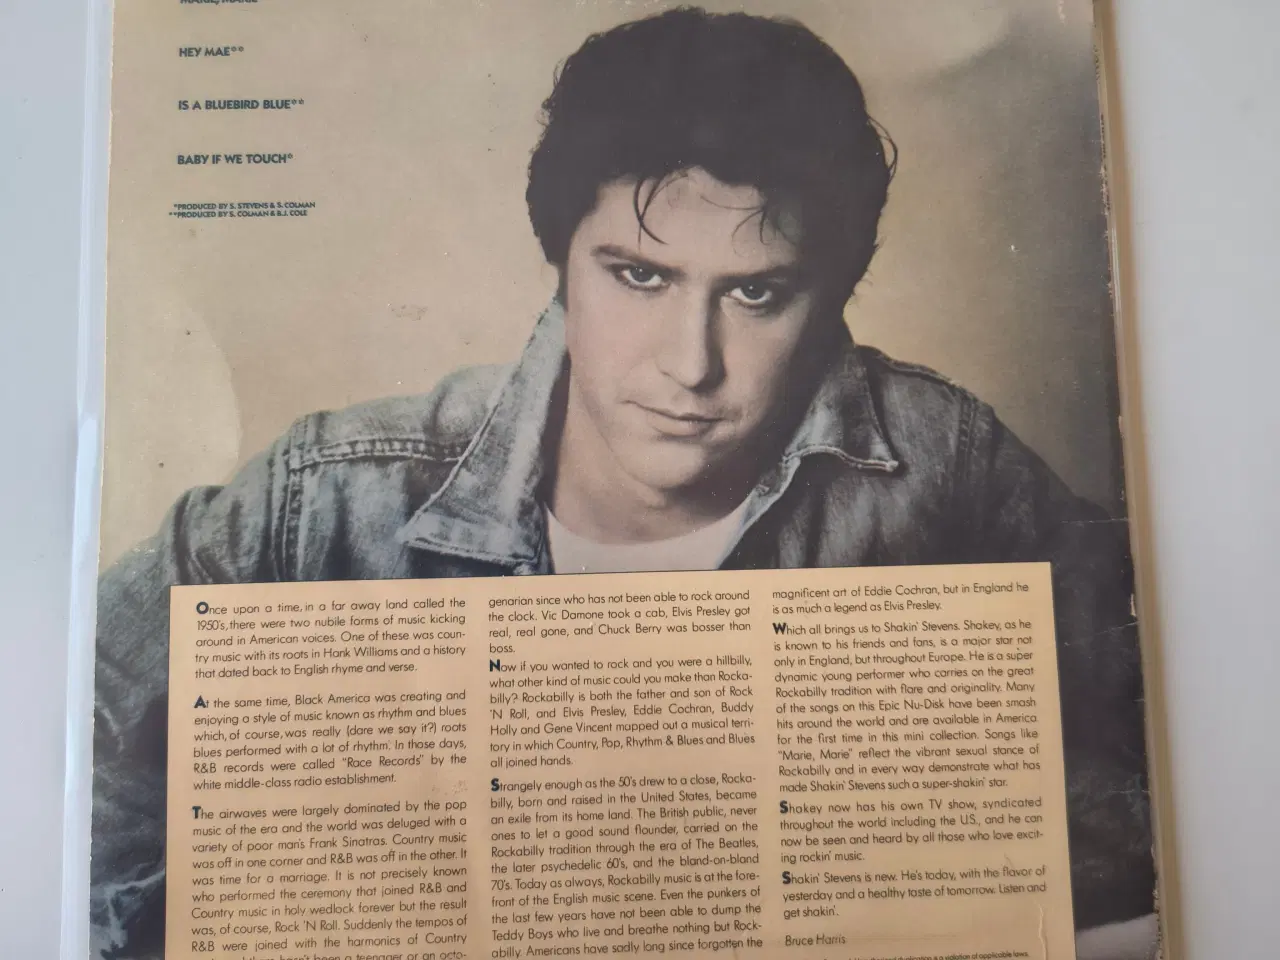 MARIE, MARIE
HEY MAE**
IS A BLUEBIRD BLUE**
BABY IF WE TOUCH*
*PRODUCED BY S. STEVENS & S. COLMAN
**PRODUCED BY S. COLMAN & B.J. COLE
Once upon a time, in a far away land called the
1950's, there were two nubile forms of music kicking
around in American voices. One of these was coun-
try music with its roots in Hank Williams and a history
that dated back to English rhyme and verse.
At the same time, Black America was creating and
enjoying a style of music known as rhythm and blues
which, of course, was really (dare we say it?) roots
blues performed with a lot of rhythm. In those days,
R&B records were called "Race Records" by the
white middle-class radio establishment.
The airwaves were largely dominated by the pop
music of the era and the world was deluged with a
variety of poor man's Frank Sinatras. Country music
was off in one corner and R&B was off in the other. It
was time for a marriage. It is not precisely known
who performed the ceremony that joined R&B and
Country music in holy wedlock forever but the result
was, of course, Rock 'N Roll. Suddenly the tempos of
R&B were joined with the harmonics of Country
hasn't been a teenager or an octo-
genarian since who has not been able to rock around
the clock. Vic Damone took a cab, Elvis Presley got
real, real gone, and Chuck Berry was bosser than
boss.
Now if you wanted to rock and you were a hillbilly,
what other kind of music could you make than Rocka-
billy? Rockabilly is both the father and son of Rock
'N Roll, and Elvis Presley, Eddie Cochran, Buddy
Holly and Gene Vincent mapped out a musical terri-
tory in which Country, Pop, Rhythm & Blues and Blues
all joined hands.
Strangely enough as the 50's drew to a close, Rocka-
billy, born and raised in the United States, became
an exile from its home land. The British public, never
ones to let a good sound flounder, carried on the
Rockabilly tradition through the era of The Beatles,
the later psychedelic 60's, and the bland-on-bland
70's. Today as always, Rockabilly music is at the fore-
front of the English music scene. Even the punkers of
the last few years have not been able to dump the
Teddy Boys who live and breathe nothing but Rock-
abilly. Americans have sadly long since forgotten the
magnificent art of Eddie Cochran, but in England he
is as much a legend as Elvis Presley.
Which all brings us to Shakin' Stevens. Shakey, as he
is known to his friends and fans, is a major star not
only in England, but throughout Europe. He is a super
dynamic young performer who carries on the great
Rockabilly tradition with flare and originality. Many
of the songs on this Epic Nu-Disk have been smash
hits around the world and are available in America
for the first time in this mini collection. Songs like
"Marie, Marie" reflect the vibrant sexual stance of
Rockabilly and in every way demonstrate what has
made Shakin' Stevens such a super-shakin' star.
Shakey now has his own TV show, syndicated
throughout the world including the U.S., and he can
now be seen and heard by all those who love excit-
ing rockin' music.
Shakin' Stevens is new. He's today, with the flavor of
yesterday and a healthy taste of tomorrow. Listen and
get shakin'.
Bruce Harris
duplication is a violation of applicable laws.